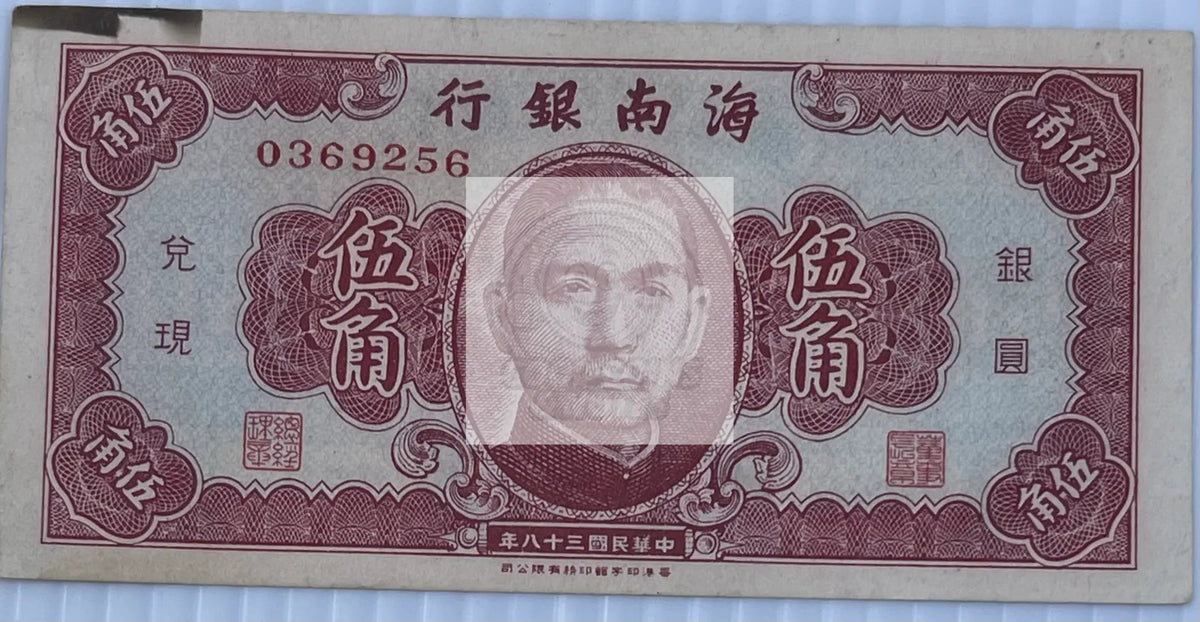 海南銀行
0369256
伍角
伍角
伍角
伍角
銀圓
兌現
伍角
伍角
中華民國三十八年
印字館印務有限公司